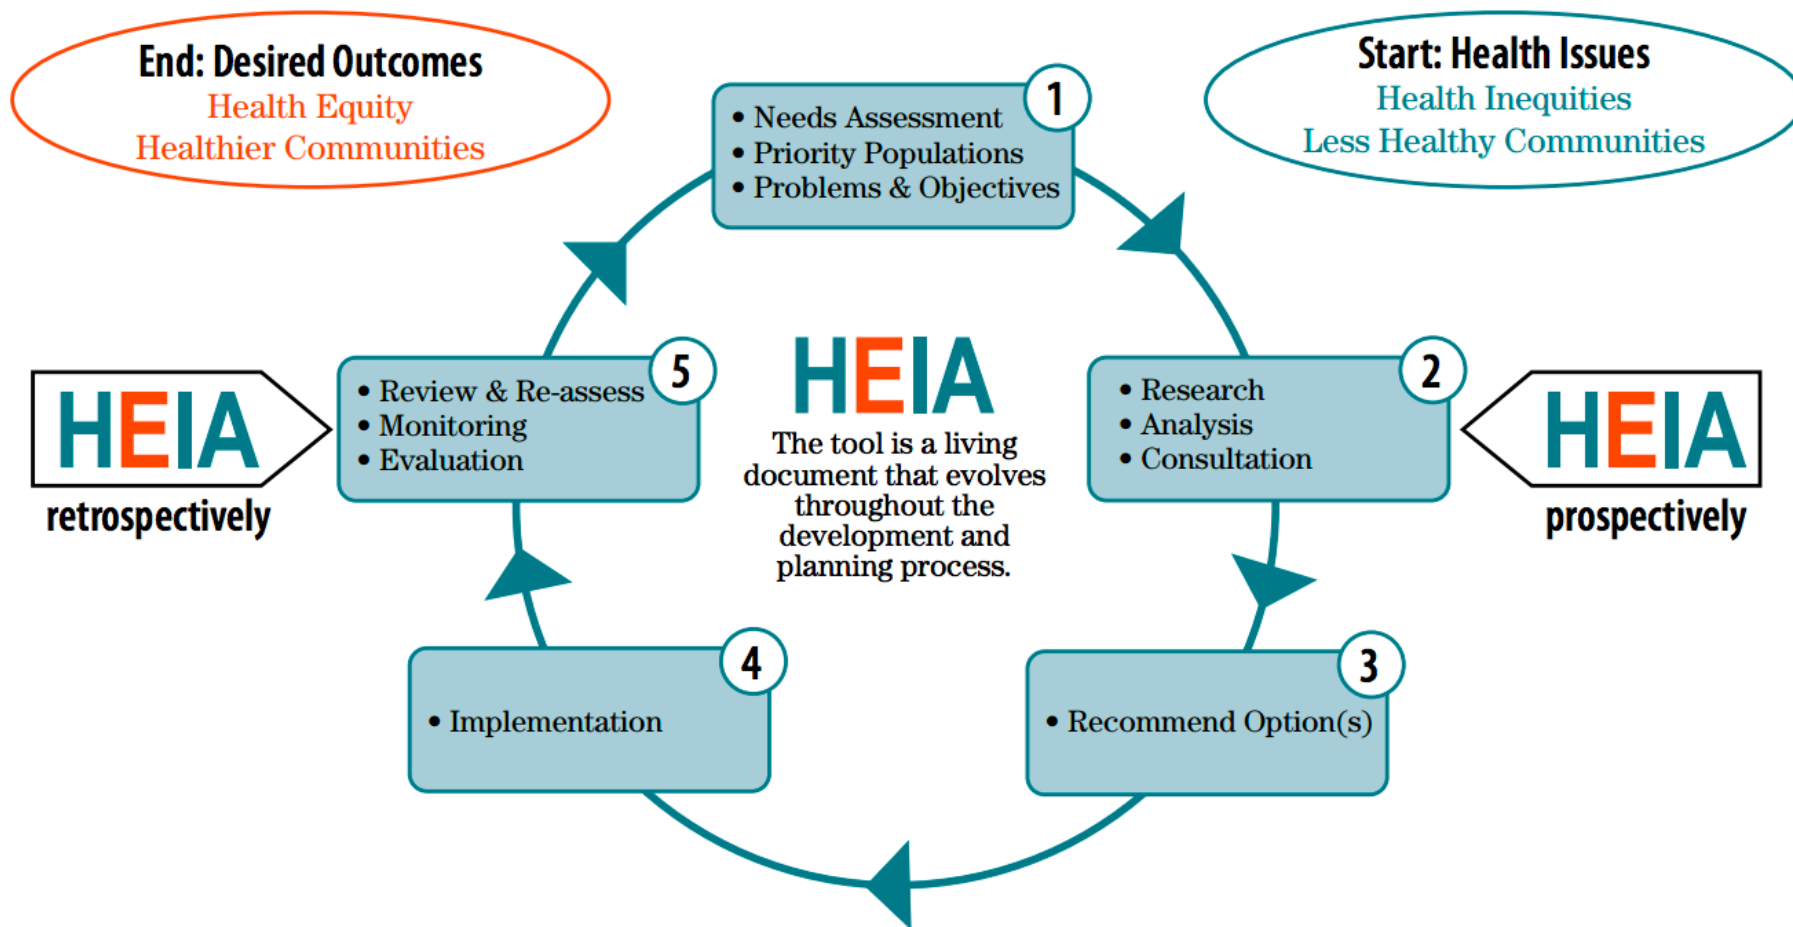 End: Desired Outcomes
Health Equity
Healthier Communities
Start: Health Issues
Health Inequities
Less Healthy Communities
1
• Needs Assessment
• Priority Populations
• Problems & Objectives
2
• Research
• Analysis
• Consultation
HEIA
prospectively
3
• Recommend Option(s)
4
• Implementation
5
• Review & Re-assess
• Monitoring
• Evaluation
HEIA
retrospectively
HEIA
The tool is a living
document that evolves
throughout the
development and
planning process.